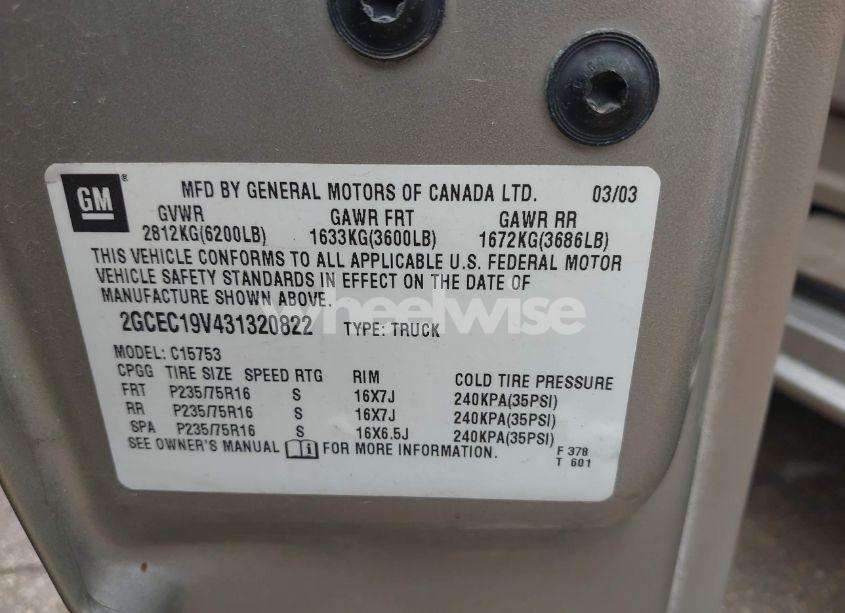 GM ® MFD BY GENERAL MOTORS OF CANADA LTD. 03/03
GVWR GAWR FRT GAWR RR
2812KG(6200LB) 1633KG(3600LB) 1672KG(3686LB)
THIS VEHICLE CONFORMS TO ALL APPLICABLE U.S. FEDERAL MOTOR
VEHICLE SAFETY STANDARDS IN EFFECT ON THE DATE OF
MANUFACTURE SHOWN ABOVE.
wheelwise
2GCEC19V431320822 TYPE: TRUCK
MODEL: C15753
CPGG TIRE SIZE SPEED RTG RIM COLD TIRE PRESSURE
FRT P235/75R16 S 16X7J 240KPA(35PSI)
RR P235/75R16 S 16X7J 240KPA(35PSI)
SPA P235/75R16 S 16X6.5J 240KPA(35PSI)
SEE OWNER'S MANUAL i FOR MORE INFORMATION.
F 378
T 601